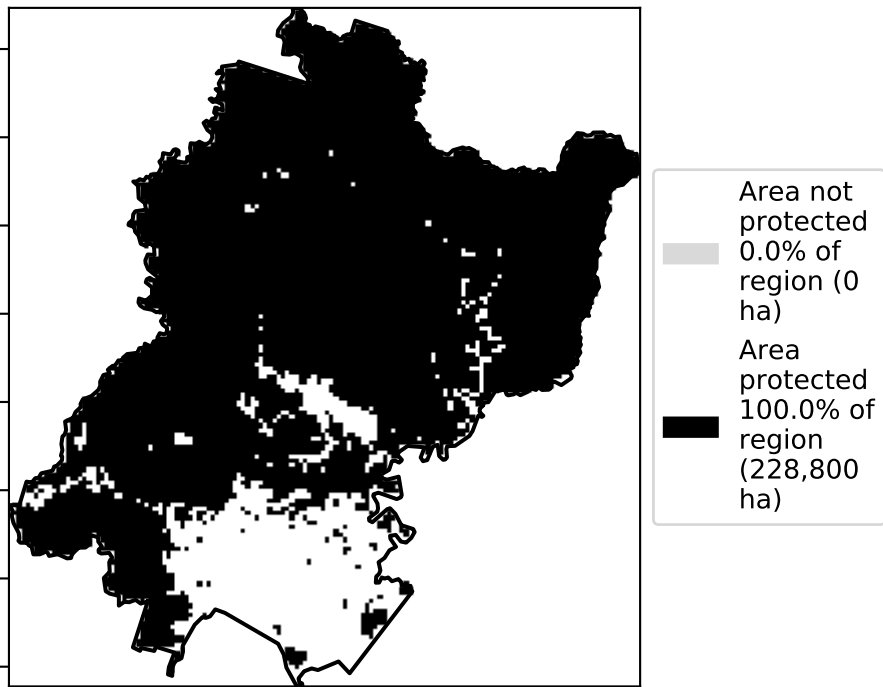 Area not
protected
0.0% of
region (0
ha)
Area
protected
100.0% of
region
(228,800
ha)